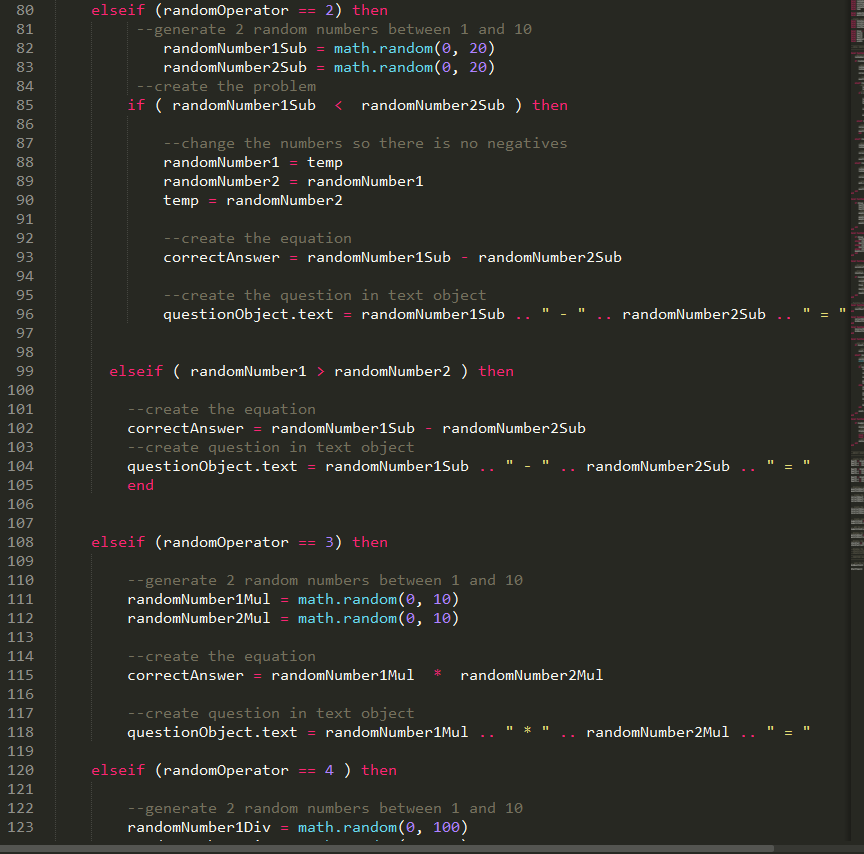 80 elseif (randomOperator == 2) then
81 --generate 2 random numbers between 1 and 10
82 randomNumber1Sub = math.random(0, 20)
83 randomNumber2Sub = math.random(0, 20)
84 --create the problem
85 if ( randomNumber1Sub < randomNumber2Sub ) then
86
87 --change the numbers so there is no negatives
88 randomNumber1 = temp
89 randomNumber2 = randomNumber1
90 temp = randomNumber2
91
92 --create the equation
93 correctAnswer = randomNumber1Sub - randomNumber2Sub
94
95 --create the question in text object
96 questionObject.text = randomNumber1Sub .. " - " .. randomNumber2Sub .. " = "
97
98
99 elseif ( randomNumber1 > randomNumber2 ) then
100
101 --create the equation
102 correctAnswer = randomNumber1Sub - randomNumber2Sub
103 --create question in text object
104 questionObject.text = randomNumber1Sub .. " - " .. randomNumber2Sub .. " = "
105 end
106
107
108 elseif (randomOperator == 3) then
109
110 --generate 2 random numbers between 1 and 10
111 randomNumber1Mul = math.random(0, 10)
112 randomNumber2Mul = math.random(0, 10)
113
114 --create the equation
115 correctAnswer = randomNumber1Mul * randomNumber2Mul
116
117 --create question in text object
118 questionObject.text = randomNumber1Mul .. " * " .. randomNumber2Mul .. " = "
119
120 elseif (randomOperator == 4 ) then
121
122 --generate 2 random numbers between 1 and 10
123 randomNumber1Div = math.random(0, 100)